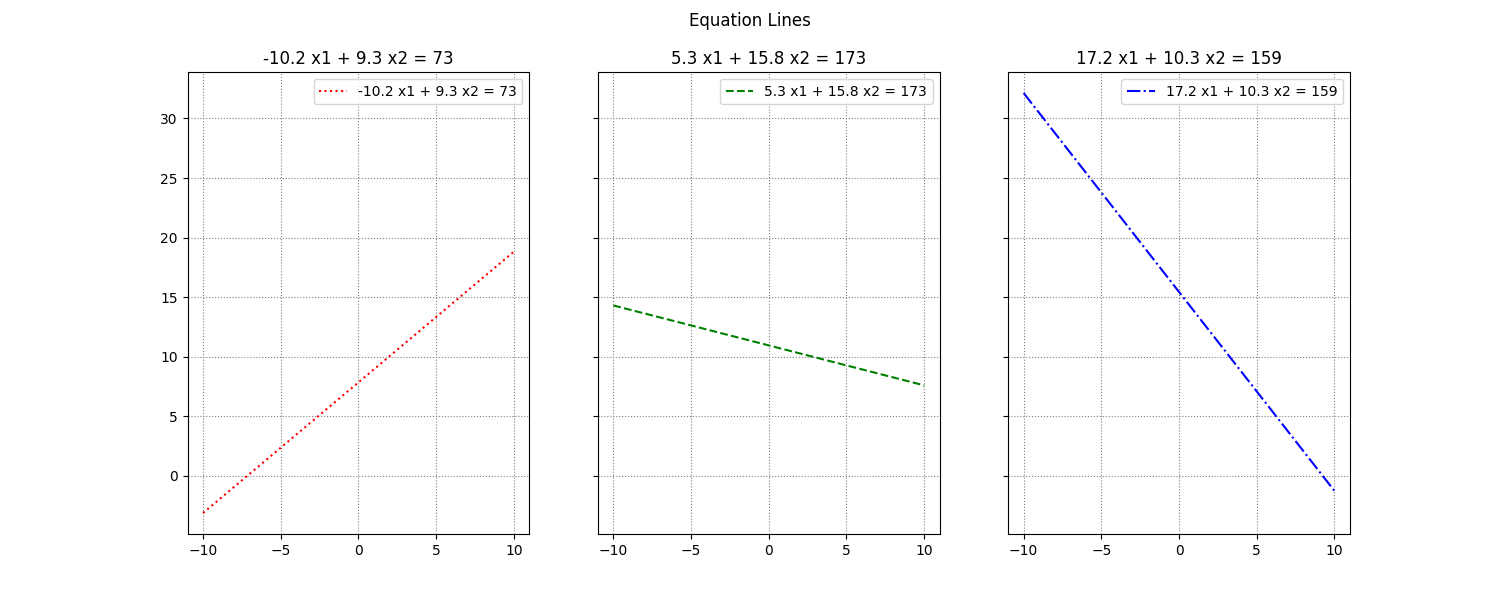 Equation Lines
-10.2 x1 + 9.3 x2 = 73
5.3 x1 + 15.8 x2 = 173
17.2 x1 + 10.3 x2 = 159
-10.2 x1 + 9.3 x2 = 73
5.3 x1 + 15.8 x2 = 173
17.2 x1 + 10.3 x2 = 159
30
25
20
15
10
5
0
−10 −5 0 5 10
−10 −5 0 5 10
−10 −5 0 5 10